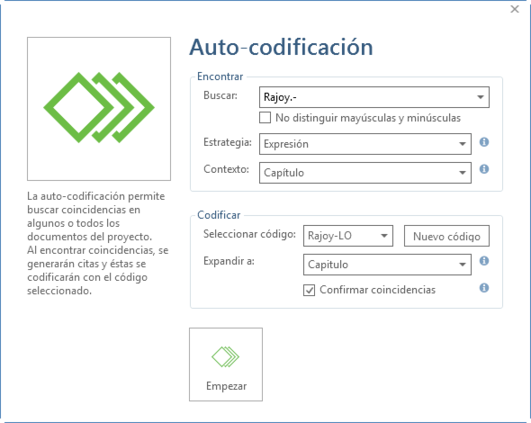 Auto-codificación
Encontrar
Buscar: Rajoy.-
No distinguir mayúsculas y minúsculas
Estrategia: Expresión
Contexto: Capítulo
La auto-codificación permite
buscar coincidencias en
algunos o todos los
documentos del proyecto.
Al encontrar coincidencias, se
generarán citas y éstas se
codificarán con el código
seleccionado.
Codificar
Seleccionar código: Rajoy-LO Nuevo código
Expandir a: Capitulo
Confirmar coincidencias
Empezar